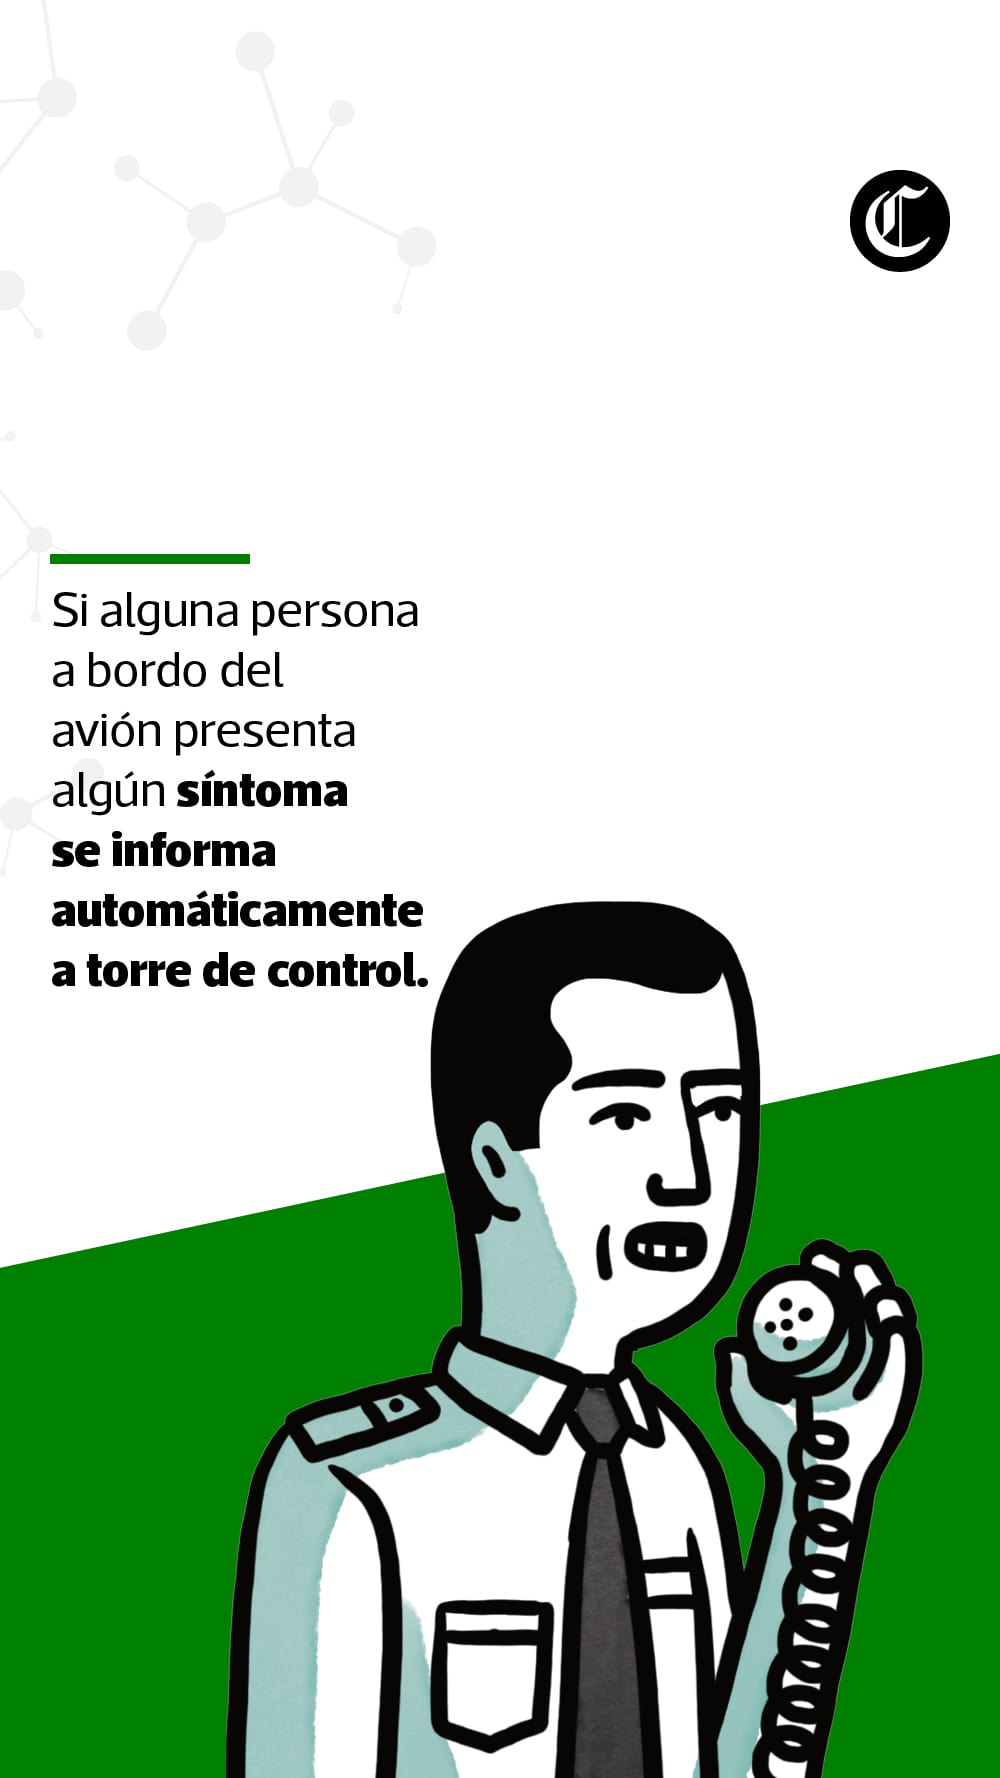 C
Si alguna persona
a bordo del
avión presenta
algún síntoma
se informa
automáticamente
a torre de control.